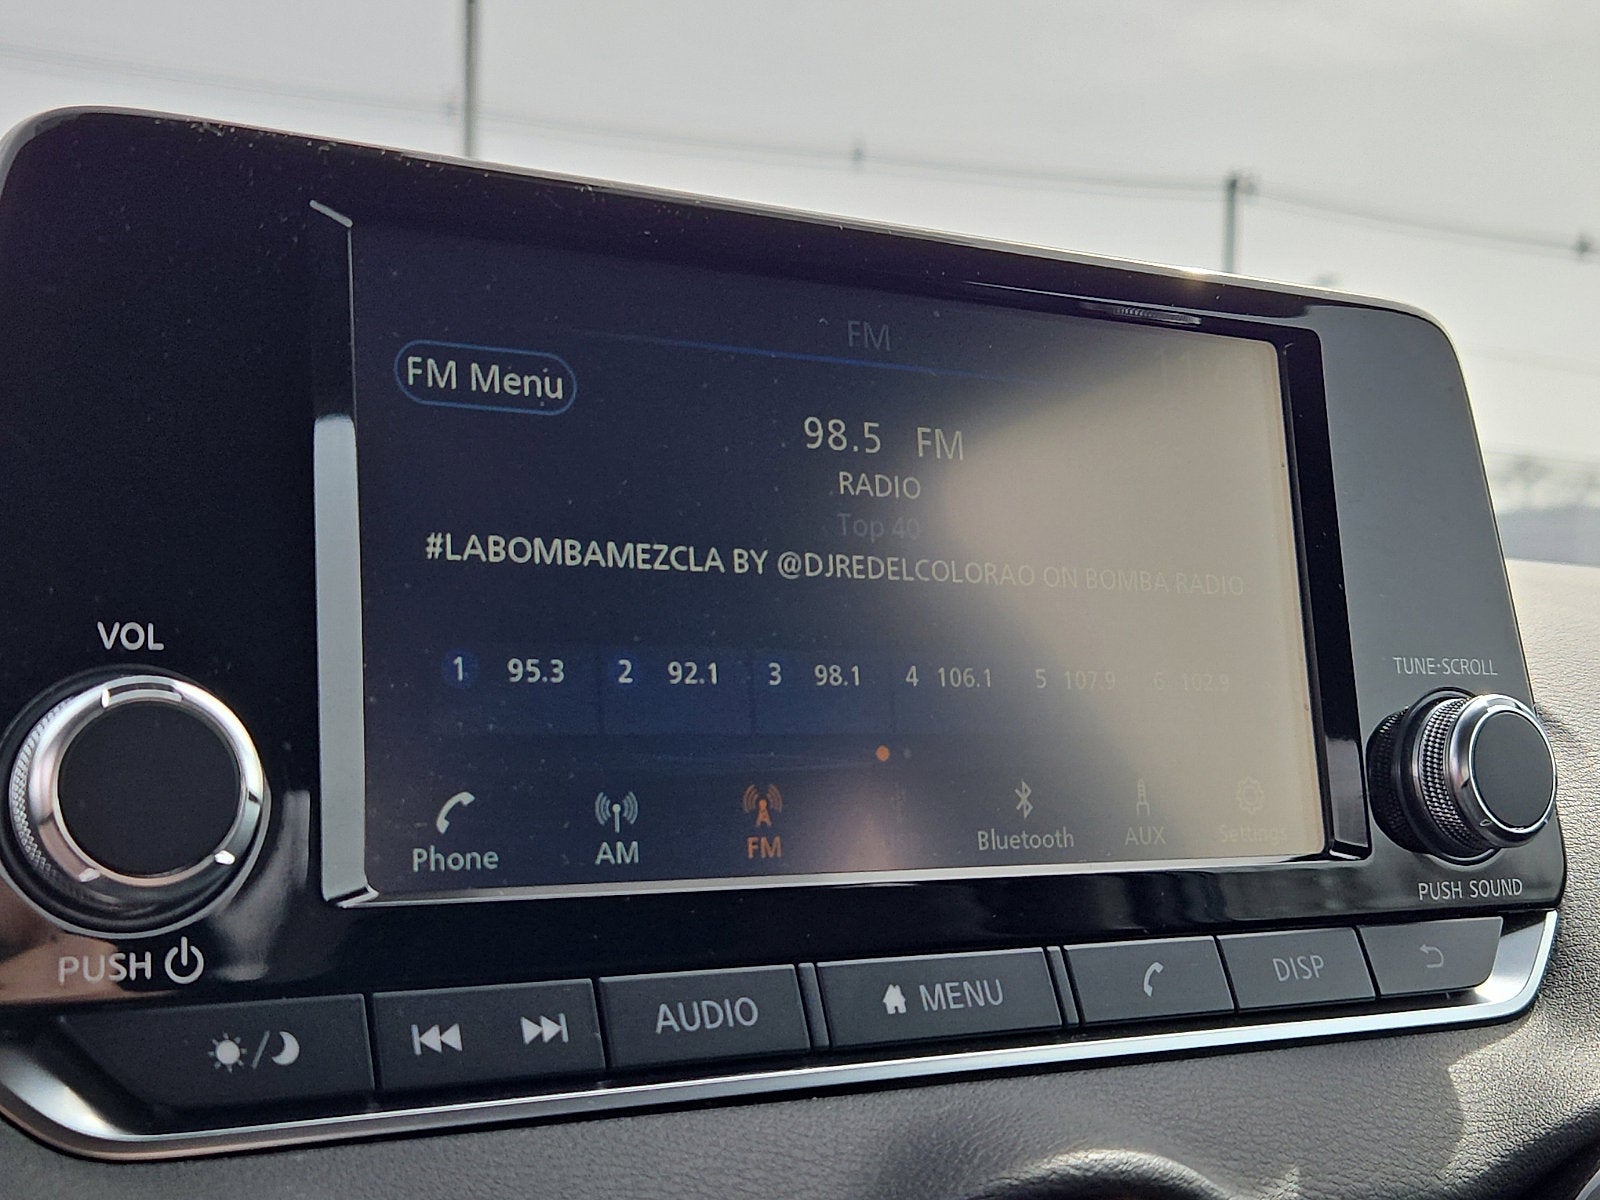 FM
FM Menu
98.5 FM
RADIO
Top 40
#LABOMBAMEZCLA BY @DJREDELCOLORAO ON BOMBA RADIO
1 95.3 2 92.1 3 98.1 4 106.1 5 107.9 6 102.9
Phone AM FM Bluetooth AUX Settings
VOL
PUSH
TUNE·SCROLL
PUSH SOUND
AUDIO MENU DISP